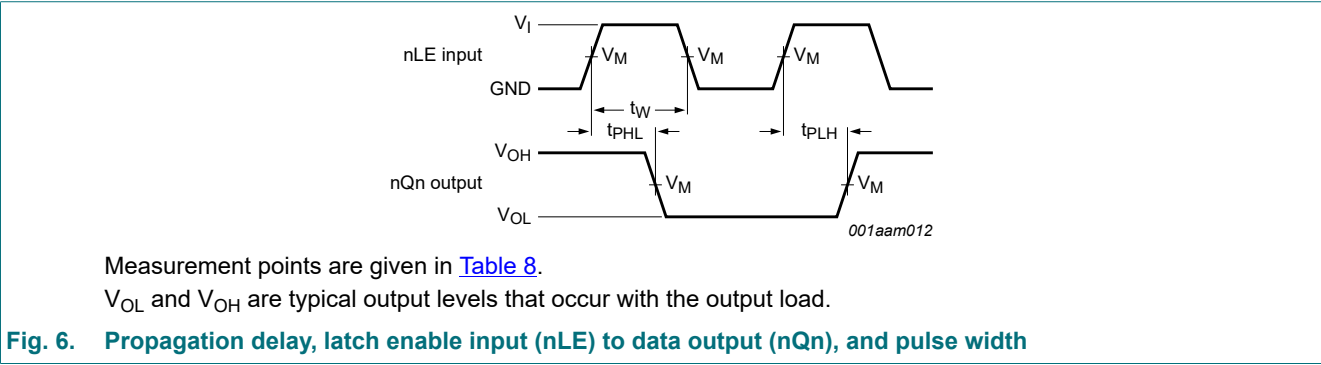 V_I
nLE input
V_M V_M V_M
GND
t_W
t_PHL t_PLH
V_OH
nQn output
V_M V_M
V_OL
001aam012
Measurement points are given in Table 8.
V_OL and V_OH are typical output levels that occur with the output load.
Fig. 6. Propagation delay, latch enable input (nLE) to data output (nQn), and pulse width